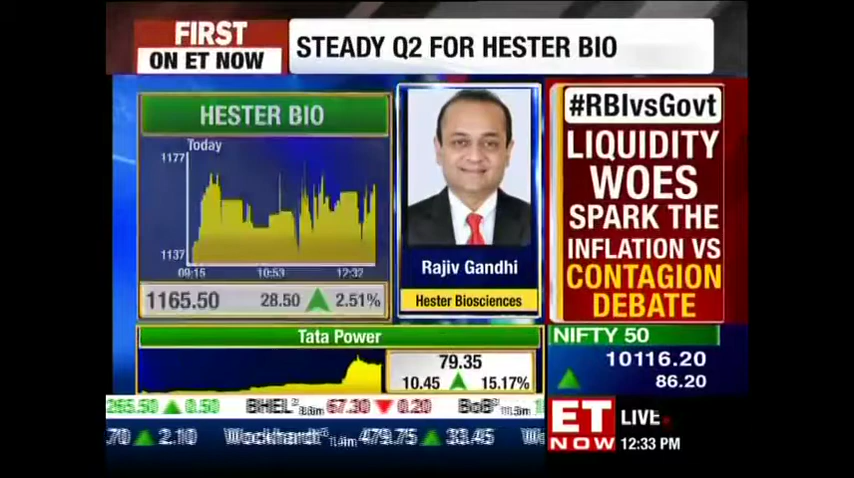 FIRST
ON ET NOW
STEADY Q2 FOR HESTER BIO
HESTER BIO
Today
1177
1137
09:15 10:53 12:32
1165.50 28.50 2.51%
Rajiv Gandhi
Hester Biosciences
#RBIvsGovt
LIQUIDITY
WOES
SPARK THE
INFLATION VS
CONTAGION
DEBATE
Tata Power
79.35
10.45 15.17%
NIFTY 50
10116.20
86.20
265.50 0.50 BHEL 67.30 0.20 BoB
.70 2.10 Wockhardt 479.75 33.45 Wo
ET
NOW
LIVE
12:33 PM